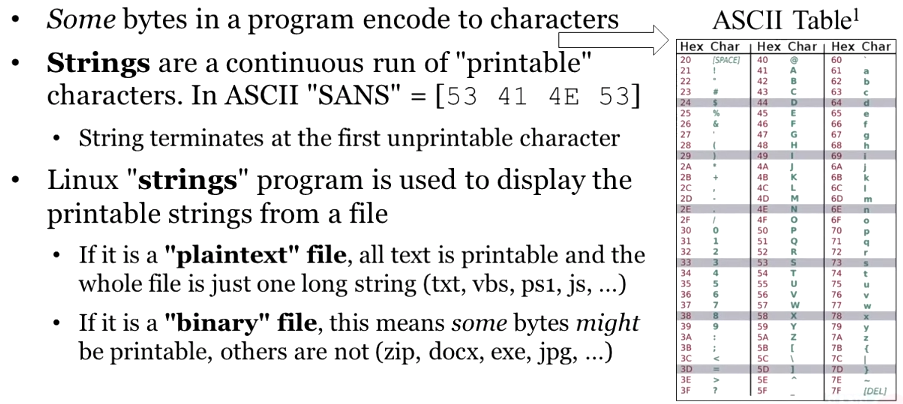 • Some bytes in a program encode to characters
• Strings are a continuous run of "printable"
characters. In ASCII "SANS" = [53 41 4E 53]
• String terminates at the first unprintable character
• Linux "strings" program is used to display the
printable strings from a file
• If it is a "plaintext" file, all text is printable and the
whole file is just one long string (txt, vbs, ps1, js, …)
• If it is a "binary" file, this means some bytes might
be printable, others are not (zip, docx, exe, jpg, …)
ASCII Table1
Hex Char Hex Char Hex Char
20 [SPACE] 40 @ 60 `
21 ! 41 A 61 a
22 " 42 B 62 b
23 # 43 C 63 c
24 $ 44 D 64 d
25 % 45 E 65 e
26 & 46 F 66 f
27 ' 47 G 67 g
28 ( 48 H 68 h
29 ) 49 I 69 i
2A * 4A J 6A j
2B + 4B K 6B k
2C , 4C L 6C l
2D - 4D M 6D m
2E . 4E N 6E n
2F / 4F O 6F o
30 0 50 P 70 p
31 1 51 Q 71 q
32 2 52 R 72 r
33 3 53 S 73 s
34 4 54 T 74 t
35 5 55 U 75 u
36 6 56 V 76 v
37 7 57 W 77 w
38 8 58 X 78 x
39 9 59 Y 79 y
3A : 5A Z 7A z
3B ; 5B [ 7B {
3C < 5C \ 7C |
3D = 5D ] 7D }
3E > 5E ^ 7E ~
3F ? 5F _ 7F [DEL]